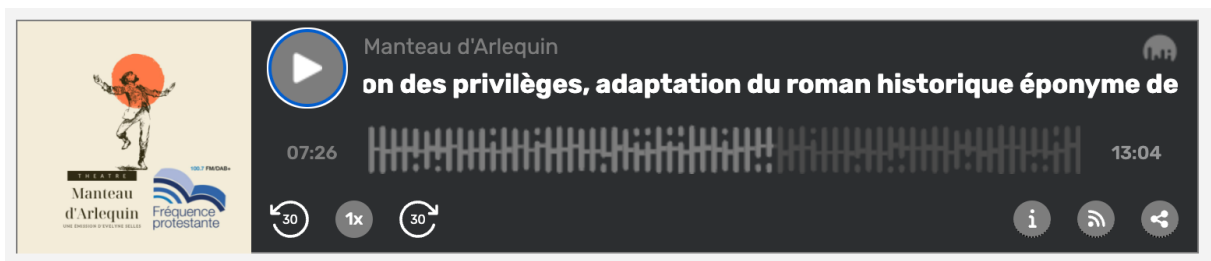 Manteau d'Arlequin
on des privilèges, adaptation du roman historique éponyme de
07:26
13:04
30
1x
30
i
100.7 FM/DAB+
THEATRE
Manteau
d'Arlequin
UNE ÉMISSION D'EVELYNE SELLES
Fréquence
protestante